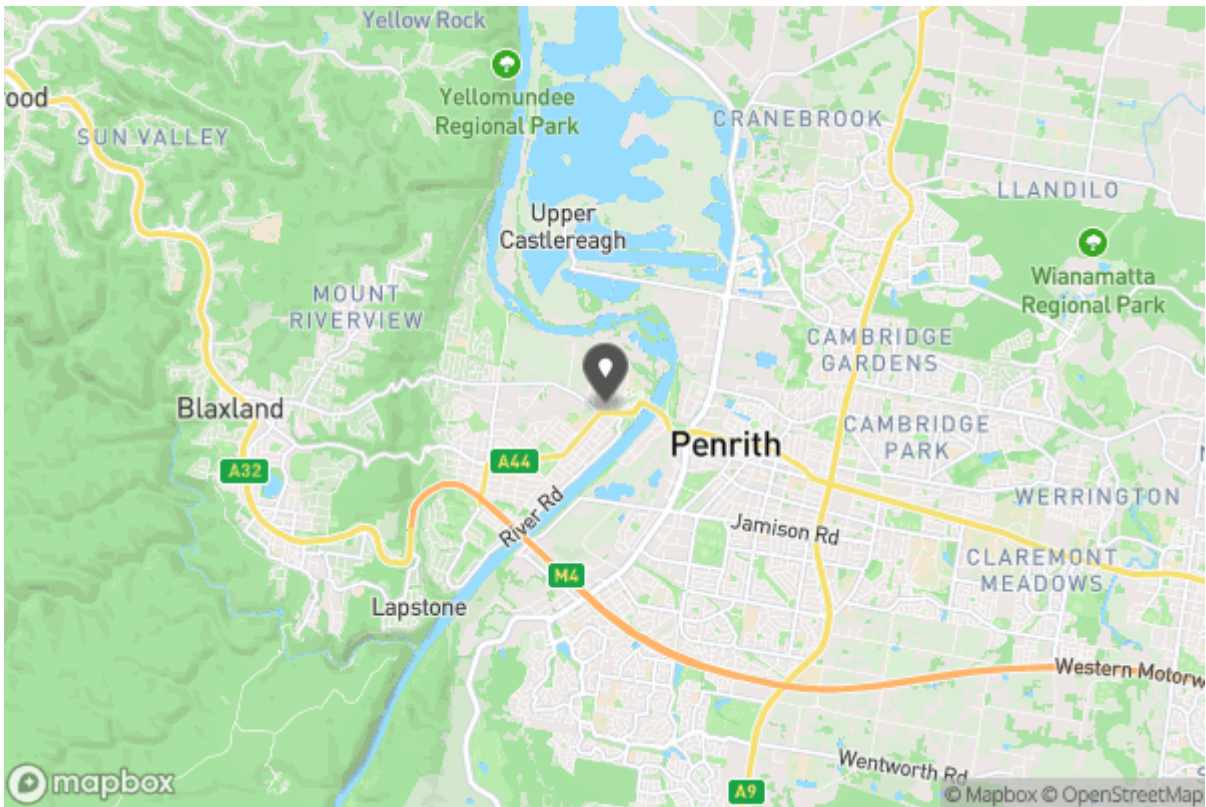 Yellow Rock
Yellomundee
Regional Park
rood
SUN VALLEY
CRANEBROOK
LLANDILO
Upper
Castlereagh
Wianamatta
Regional Park
MOUNT
RIVERVIEW
CAMBRIDGE
GARDENS
Blaxland
CAMBRIDGE
PARK
Penrith
A44
A32
WERRINGTON
River Rd
Jamison Rd
CLAREMONT
MEADOWS
M4
Lapstone
Western Motorw
Wentworth Rd
A9
mapbox
© Mapbox © OpenStreetMap